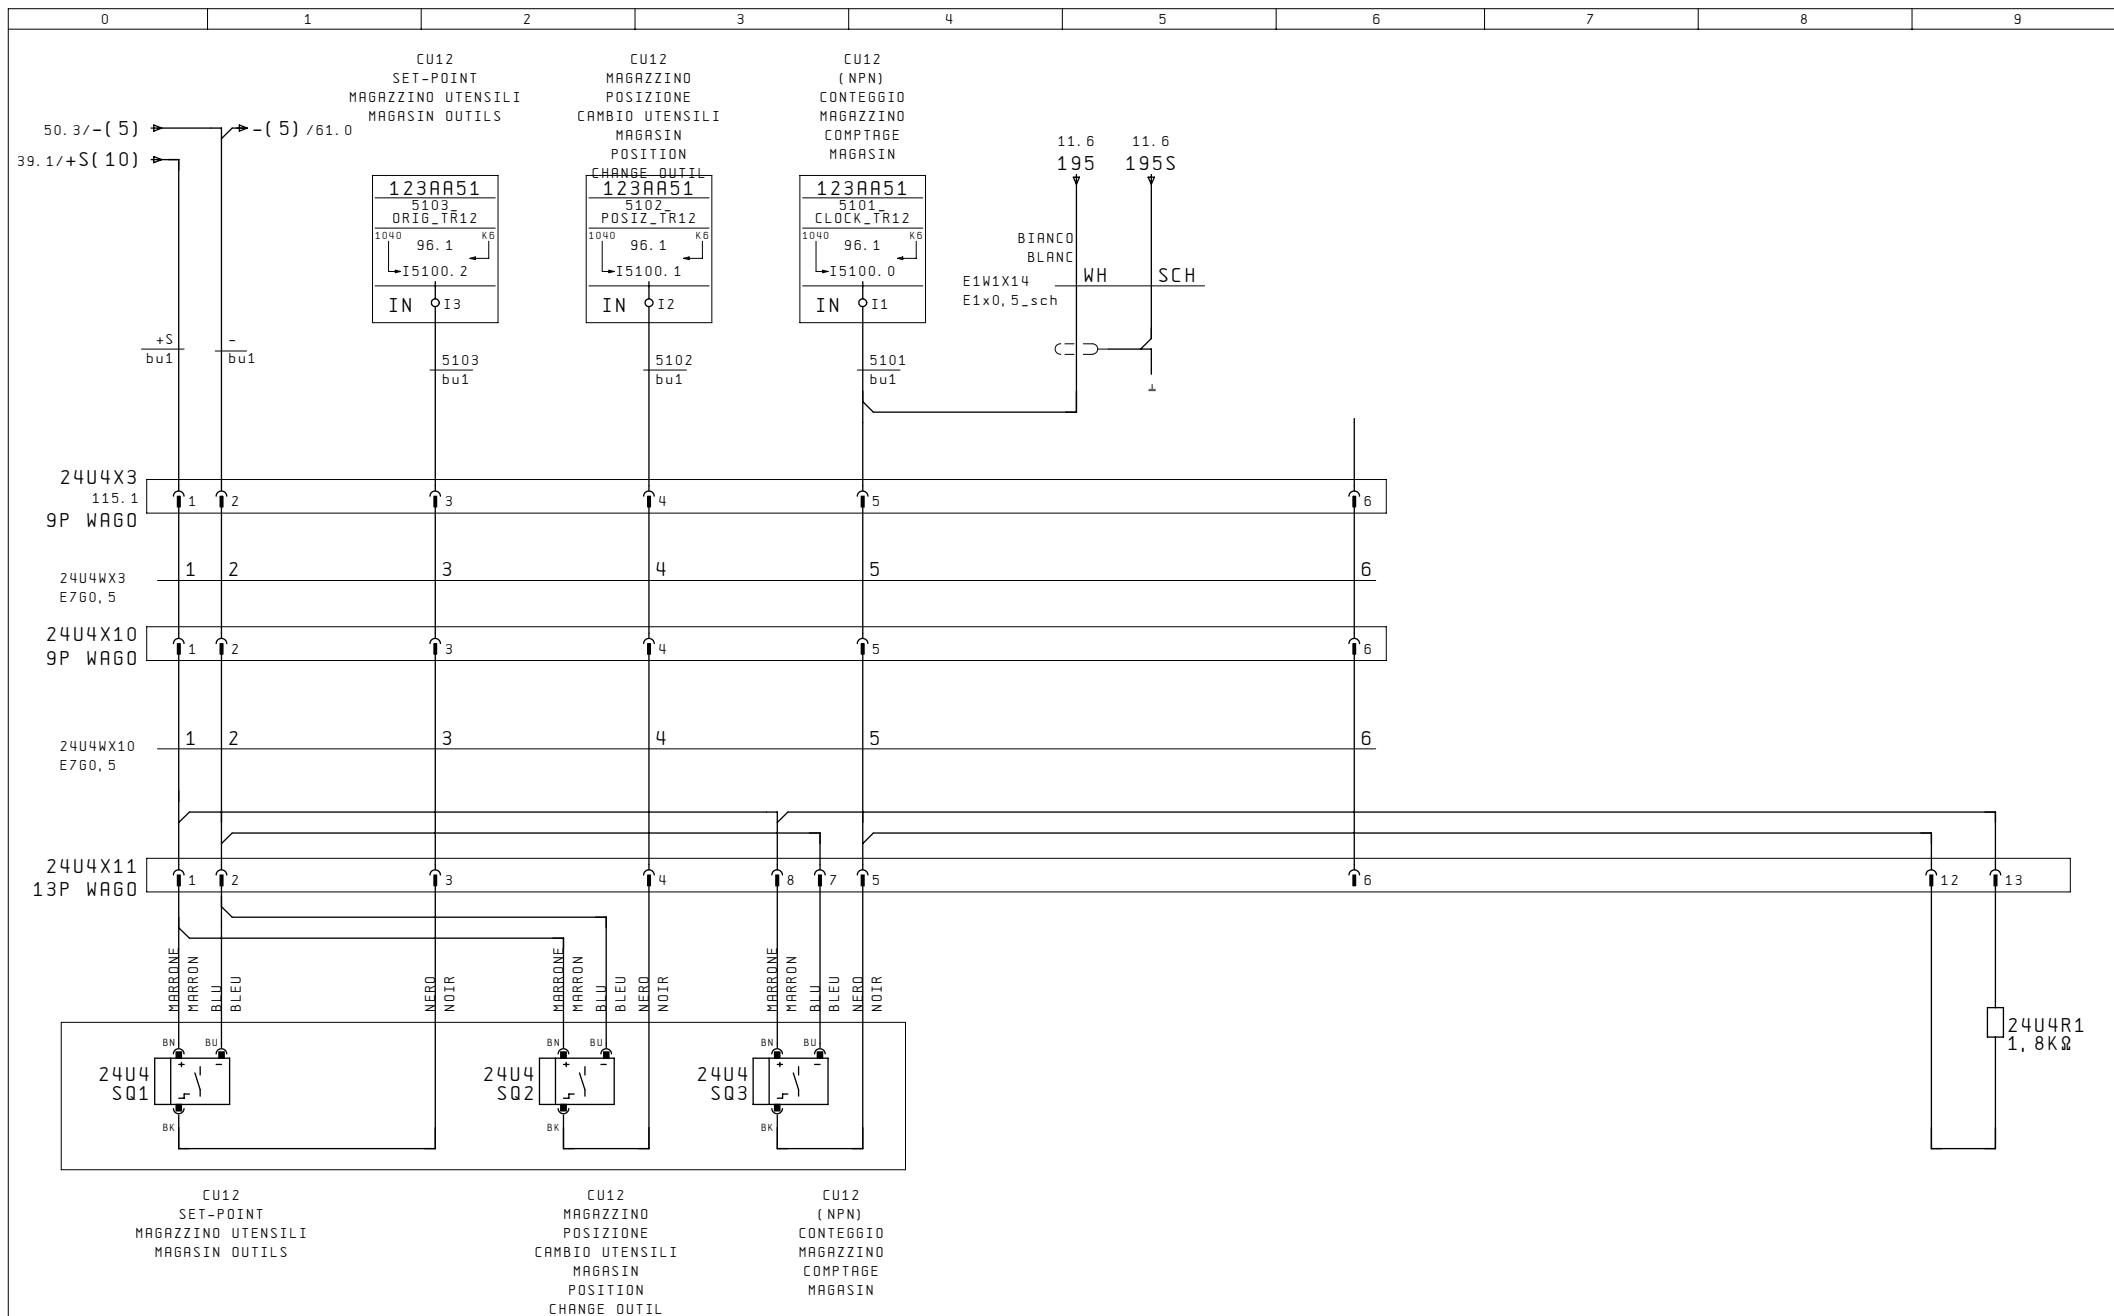 0 1 2 3 4 5 6 7 8 9
CU12
SET-POINT
MAGAZZINO UTENSILI
MAGASIN OUTILS
CU12
MAGAZZINO
POSIZIONE
CAMBIO UTENSILI
MAGASIN
POSITION
CHANGE OUTIL
CU12
(NPN)
CONTEGGIO
MAGAZZINO
COMPTAGE
MAGASIN
50.3/-(5)
-(5)/61.0
39.1/+S(10)
11.6
195
11.6
195S
123AA51
5103_
ORIG_TR12
1040
K6
96.1
I5100.2
IN
I3
123AA51
5102_
POSIZ_TR12
1040
K6
96.1
I5100.1
IN
I2
123AA51
5101_
CLOCK_TR12
1040
K6
96.1
I5100.0
IN
I1
BIANCO
BLANC
E1W1X14
E1x0,5_sch
WH
SCH
+S
bu1
-
bu1
5103
bu1
5102
bu1
5101
bu1
24U4X3
115.1
9P WAGO
1 2 3 4 5 6
24U4WX3
E7G0,5
1 2 3 4 5 6
24U4X10
9P WAGO
1 2 3 4 5 6
24U4WX10
E7G0,5
1 2 3 4 5 6
24U4X11
13P WAGO
1 2 3 4 8 7 5 6 12 13
MARRONE
MARRON
BLU
BLEU
NERO
NOIR
MARRONE
MARRON
BLU
BLEU
NERO
NOIR
MARRONE
MARRON
BLU
BLEU
NERO
NOIR
24U4R1
1,8KΩ
BN
BU
+ -
24U4
SQ1
BK
BN
BU
+ -
24U4
SQ2
BK
BN
BU
+ -
24U4
SQ3
BK
CU12
SET-POINT
MAGAZZINO UTENSILI
MAGASIN OUTILS
CU12
MAGAZZINO
POSIZIONE
CAMBIO UTENSILI
MAGASIN
POSITION
CHANGE OUTIL
CU12
(NPN)
CONTEGGIO
MAGAZZINO
COMPTAGE
MAGASIN